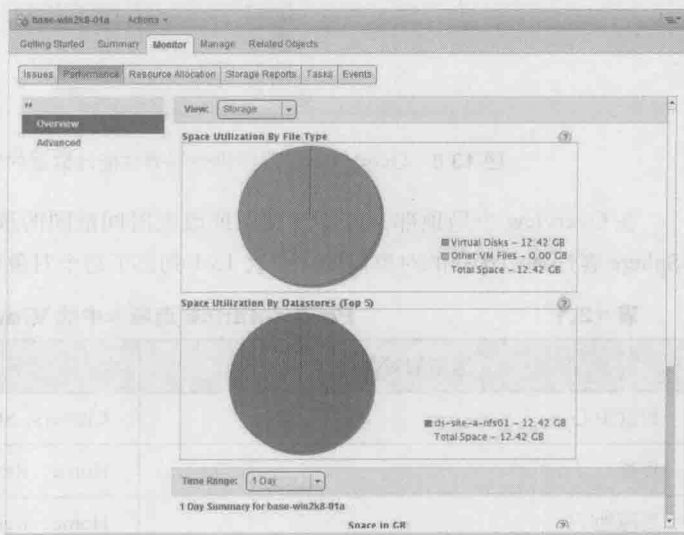 base-win2k8-01a Actions
Getting Started Summary Monitor Manage Related Objects
Issues Performance Resource Allocation Storage Reports Tasks Events
Overview
Advanced
View: Storage
Space Utilization By File Type
Virtual Disks – 12.42 GB
Other VM Files – 0.00 GB
Total Space – 12.42 GB
Space Utilization By Datastores (Top 5)
ds-site-a-nfs01 – 12.42 GB
Total Space – 12.42 GB
Time Range: 1 Day
1 Day Summary for base-win2k8-01a
Space in GB